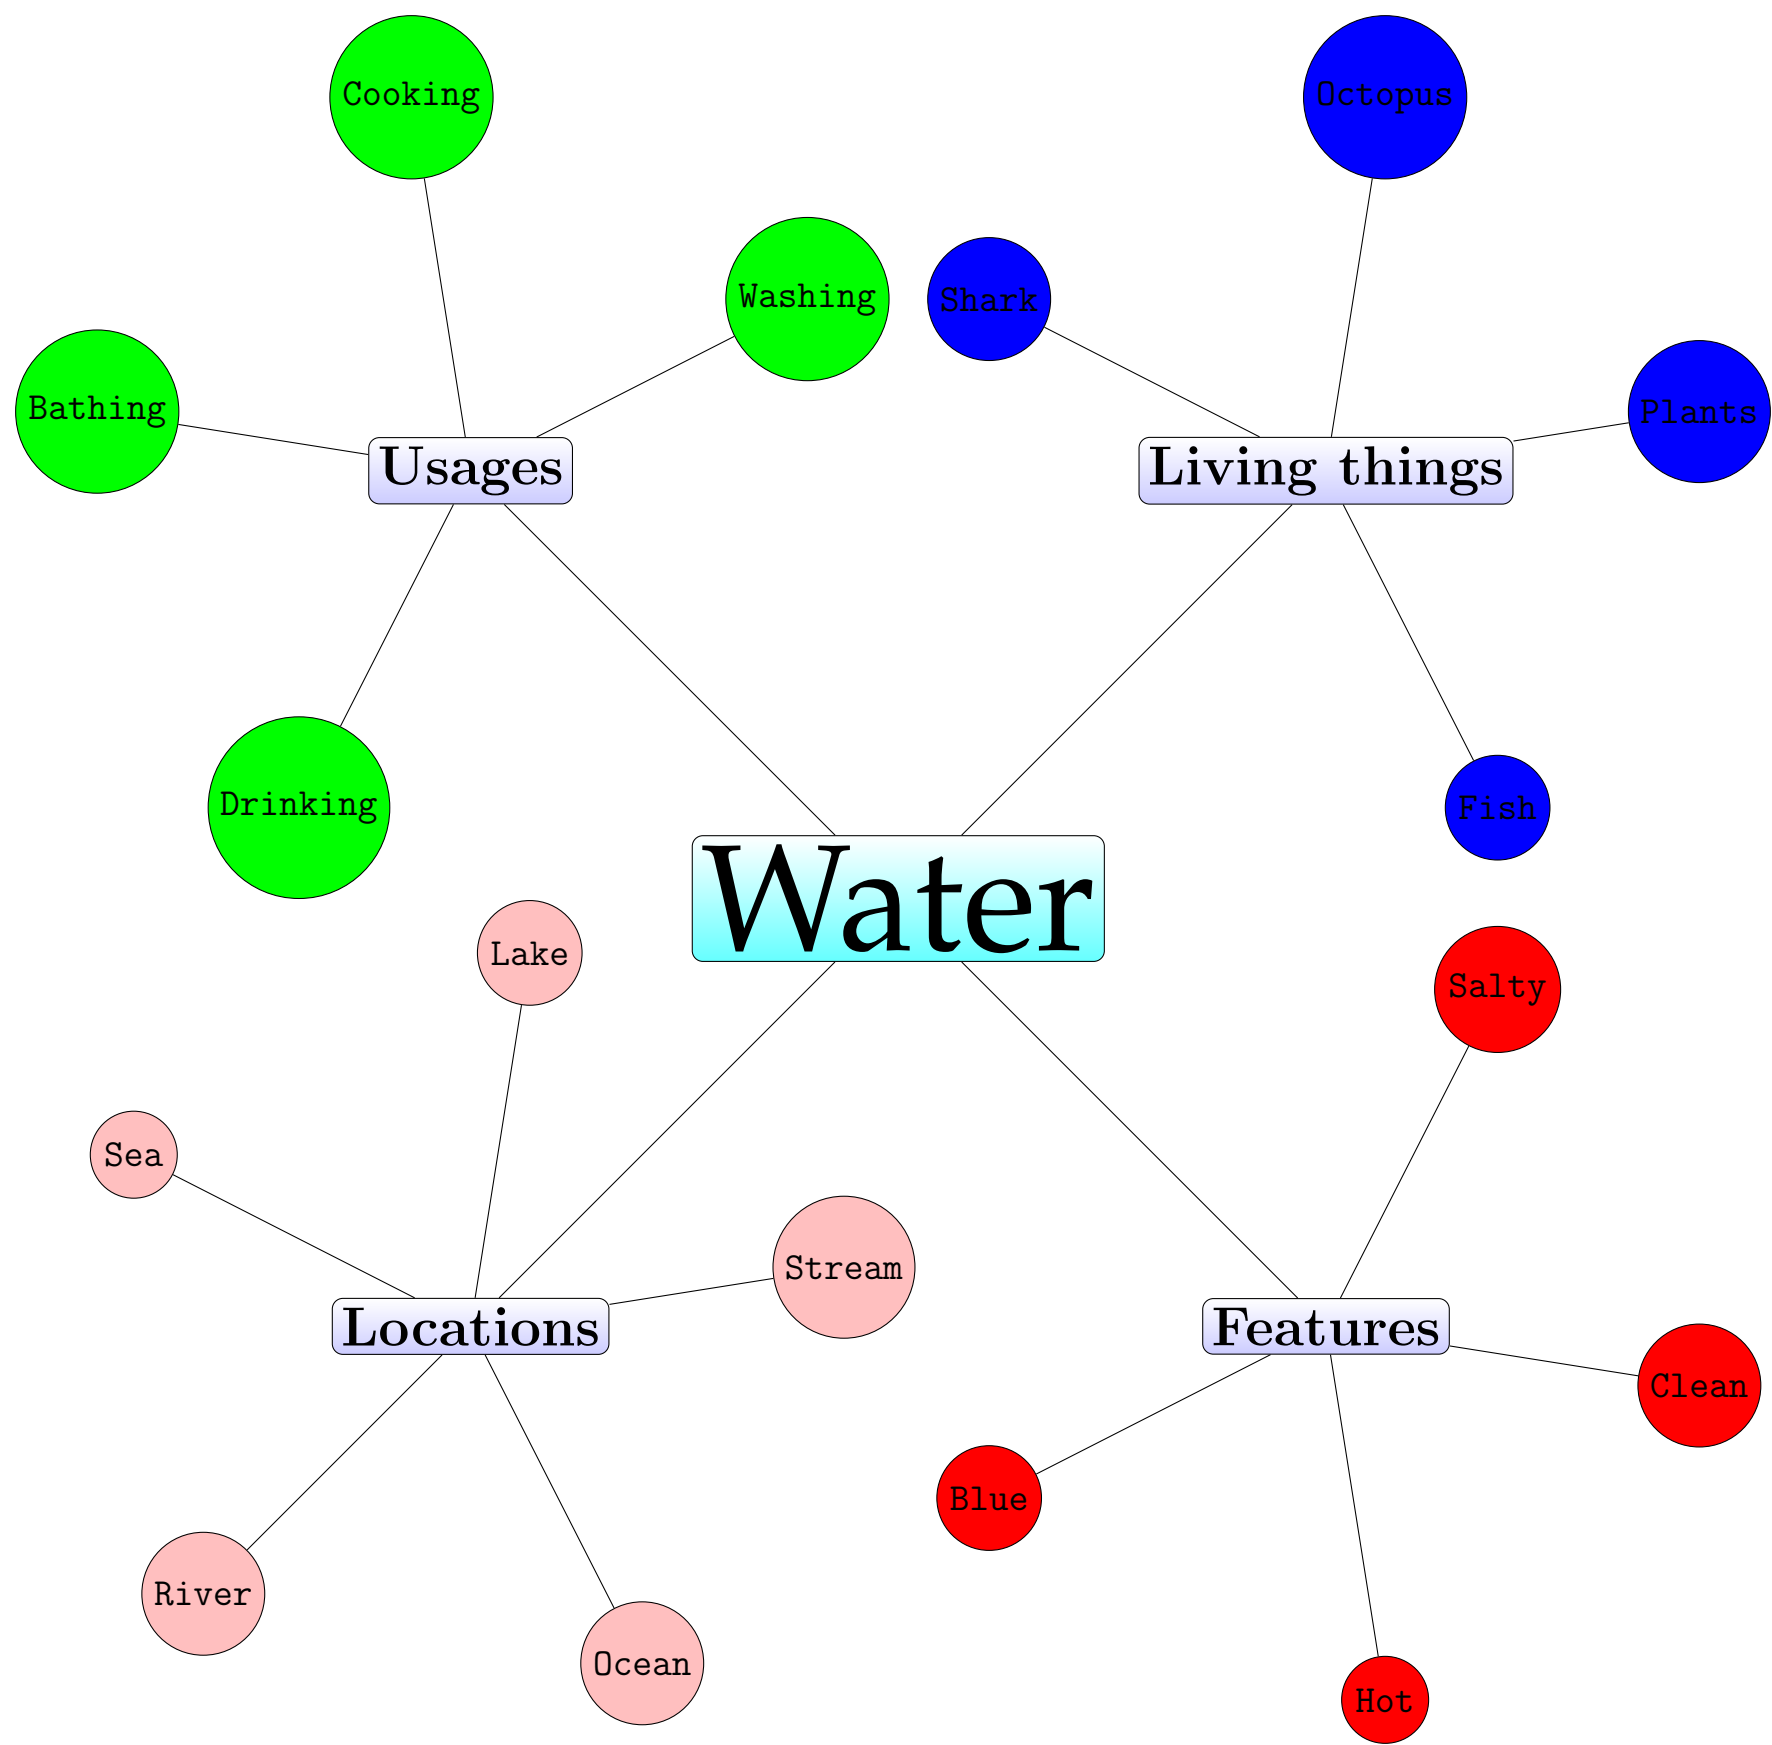 Cooking
Octopus
Washing
Shark
Bathing
Plants
Usages
Living things
Drinking
Fish
Water
Lake
Salty
Sea
Stream
Locations
Features
Clean
Blue
River
Ocean
Hot